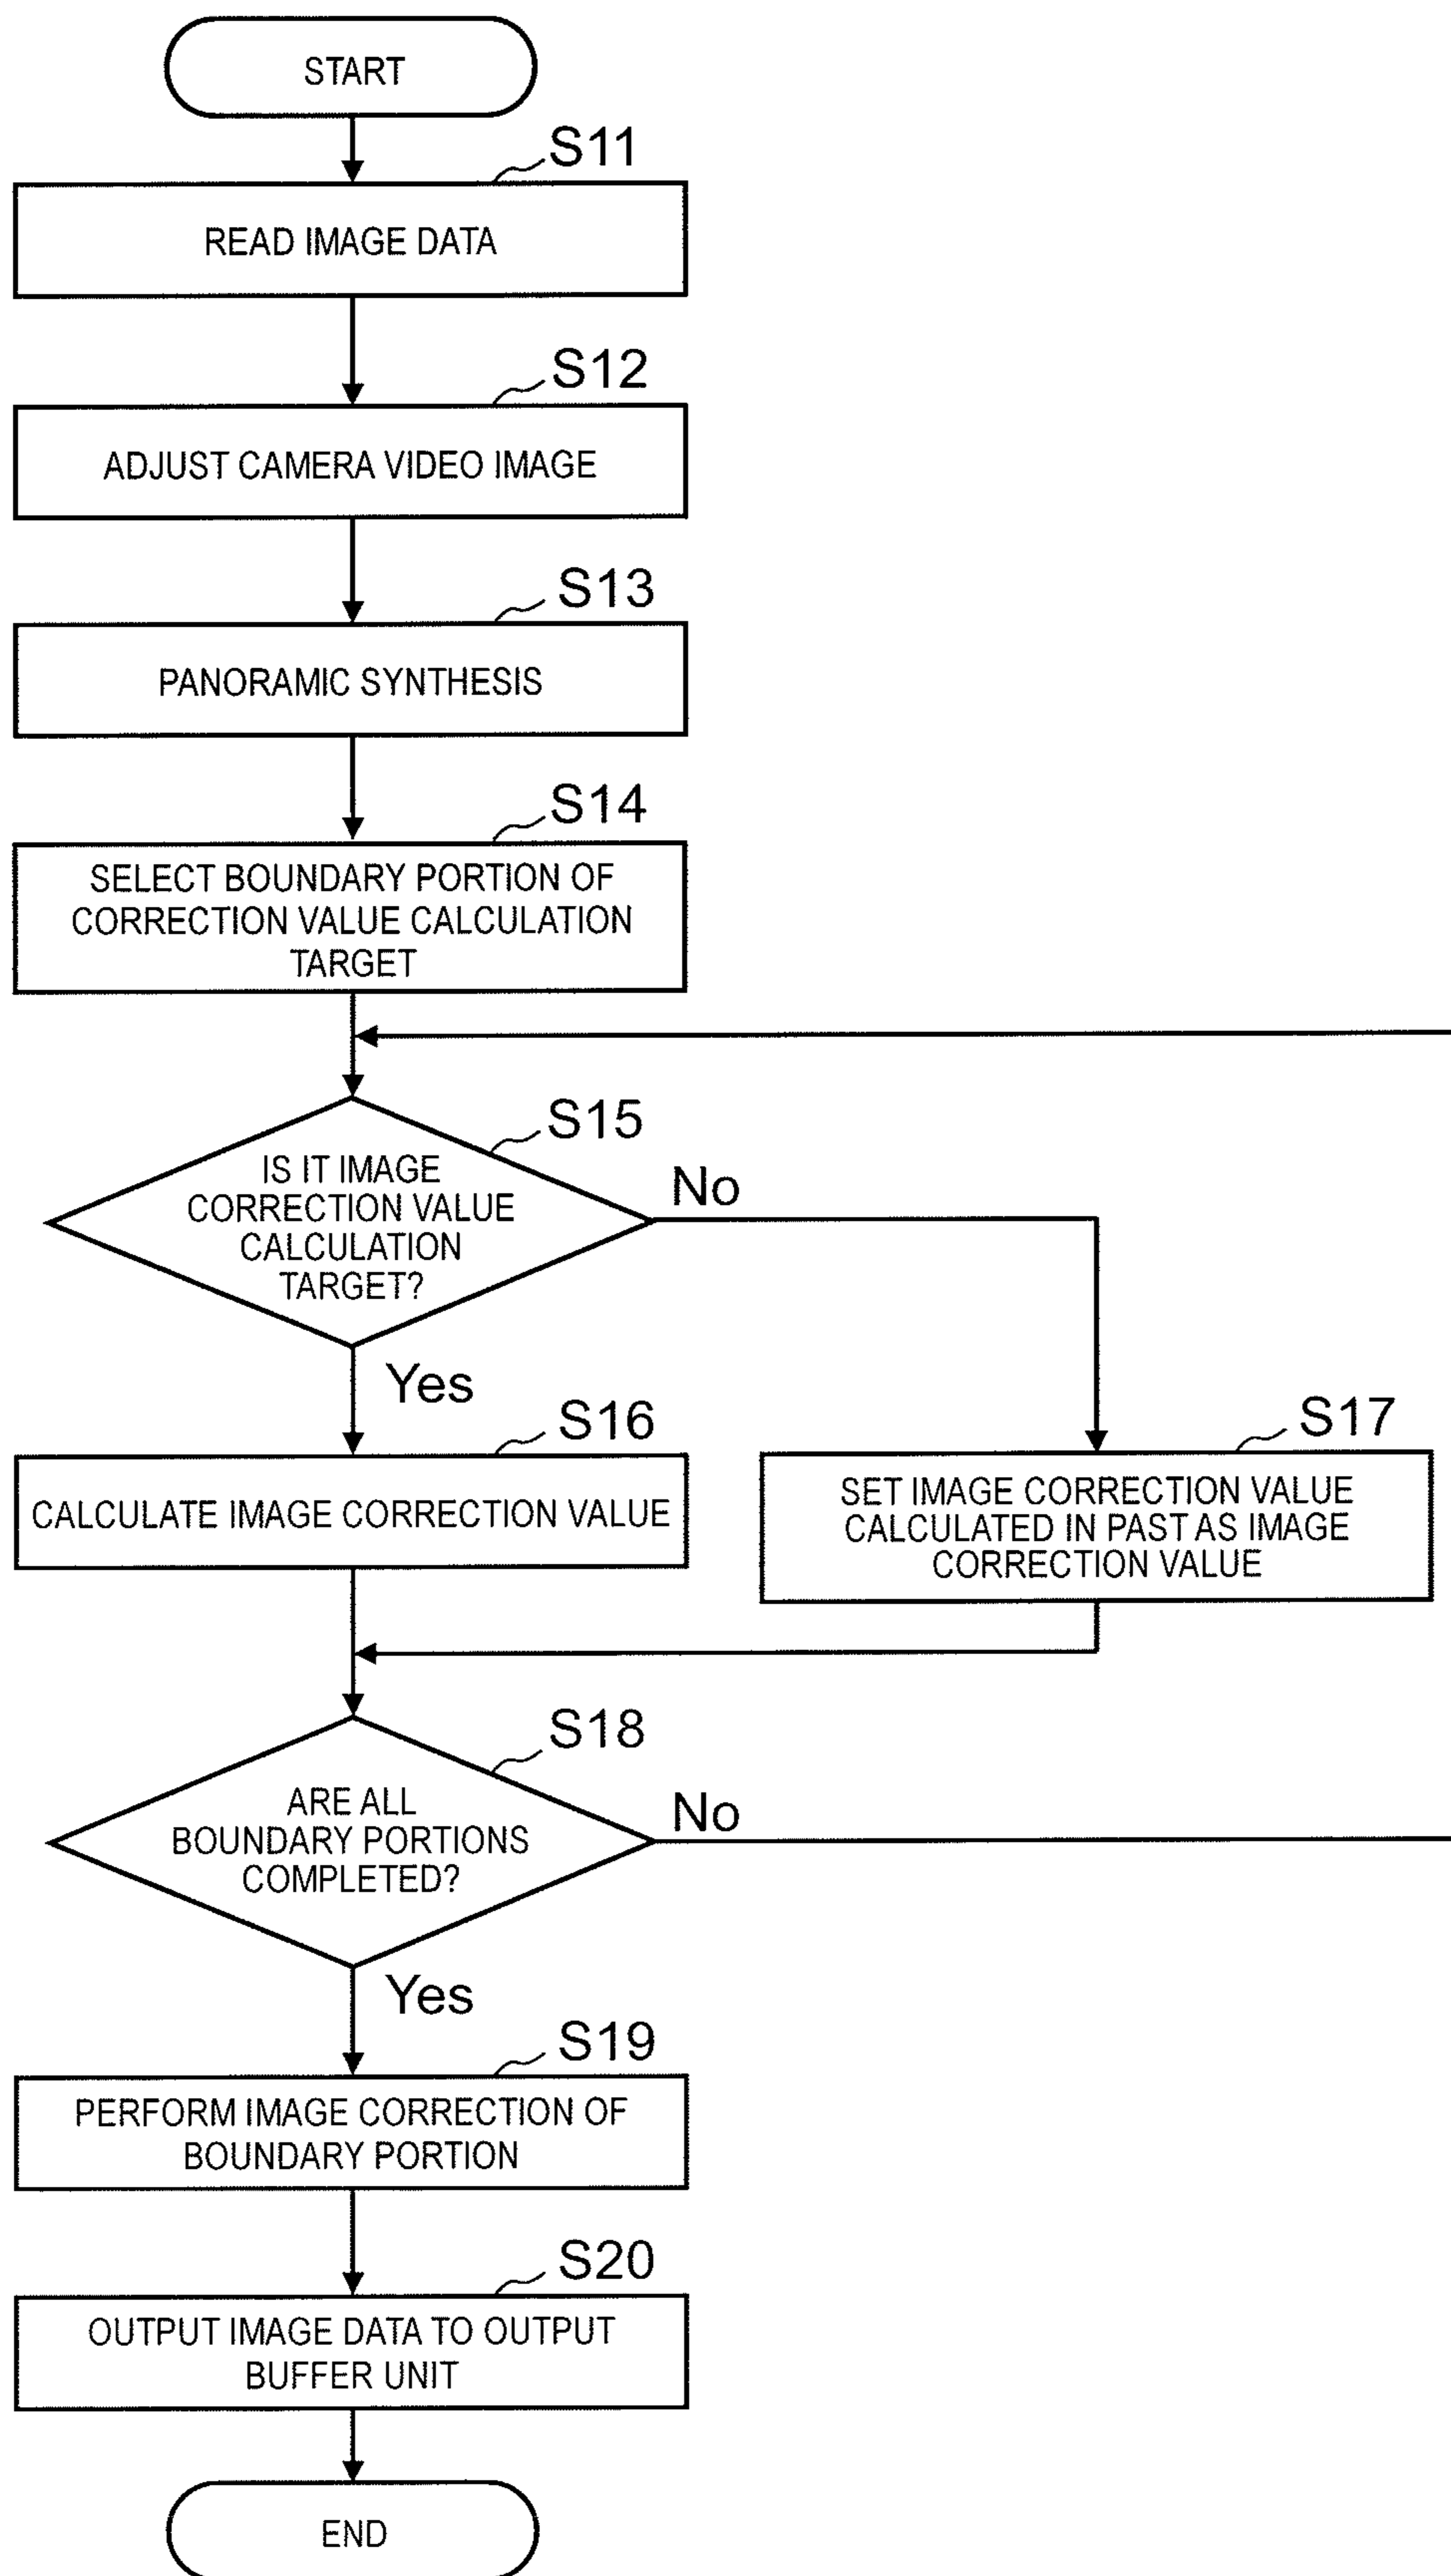 START
S11
READ IMAGE DATA
S12
ADJUST CAMERA VIDEO IMAGE
S13
PANORAMIC SYNTHESIS
S14
SELECT BOUNDARY PORTION OF
CORRECTION VALUE CALCULATION
TARGET
S15
IS IT IMAGE
CORRECTION VALUE
CALCULATION
TARGET?
No
Yes
S16
CALCULATE IMAGE CORRECTION VALUE
S17
SET IMAGE CORRECTION VALUE
CALCULATED IN PAST AS IMAGE
CORRECTION VALUE
S18
ARE ALL
BOUNDARY PORTIONS
COMPLETED?
No
Yes
S19
PERFORM IMAGE CORRECTION OF
BOUNDARY PORTION
S20
OUTPUT IMAGE DATA TO OUTPUT
BUFFER UNIT
END